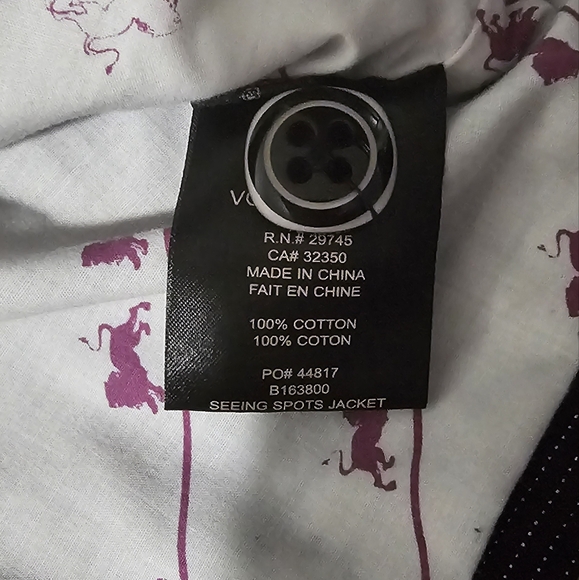 R.N.# 29745
CA# 32350
MADE IN CHINA
FAIT EN CHINE
100% COTTON
100% COTON
PO# 44817
B163800
SEEING SPOTS JACKET